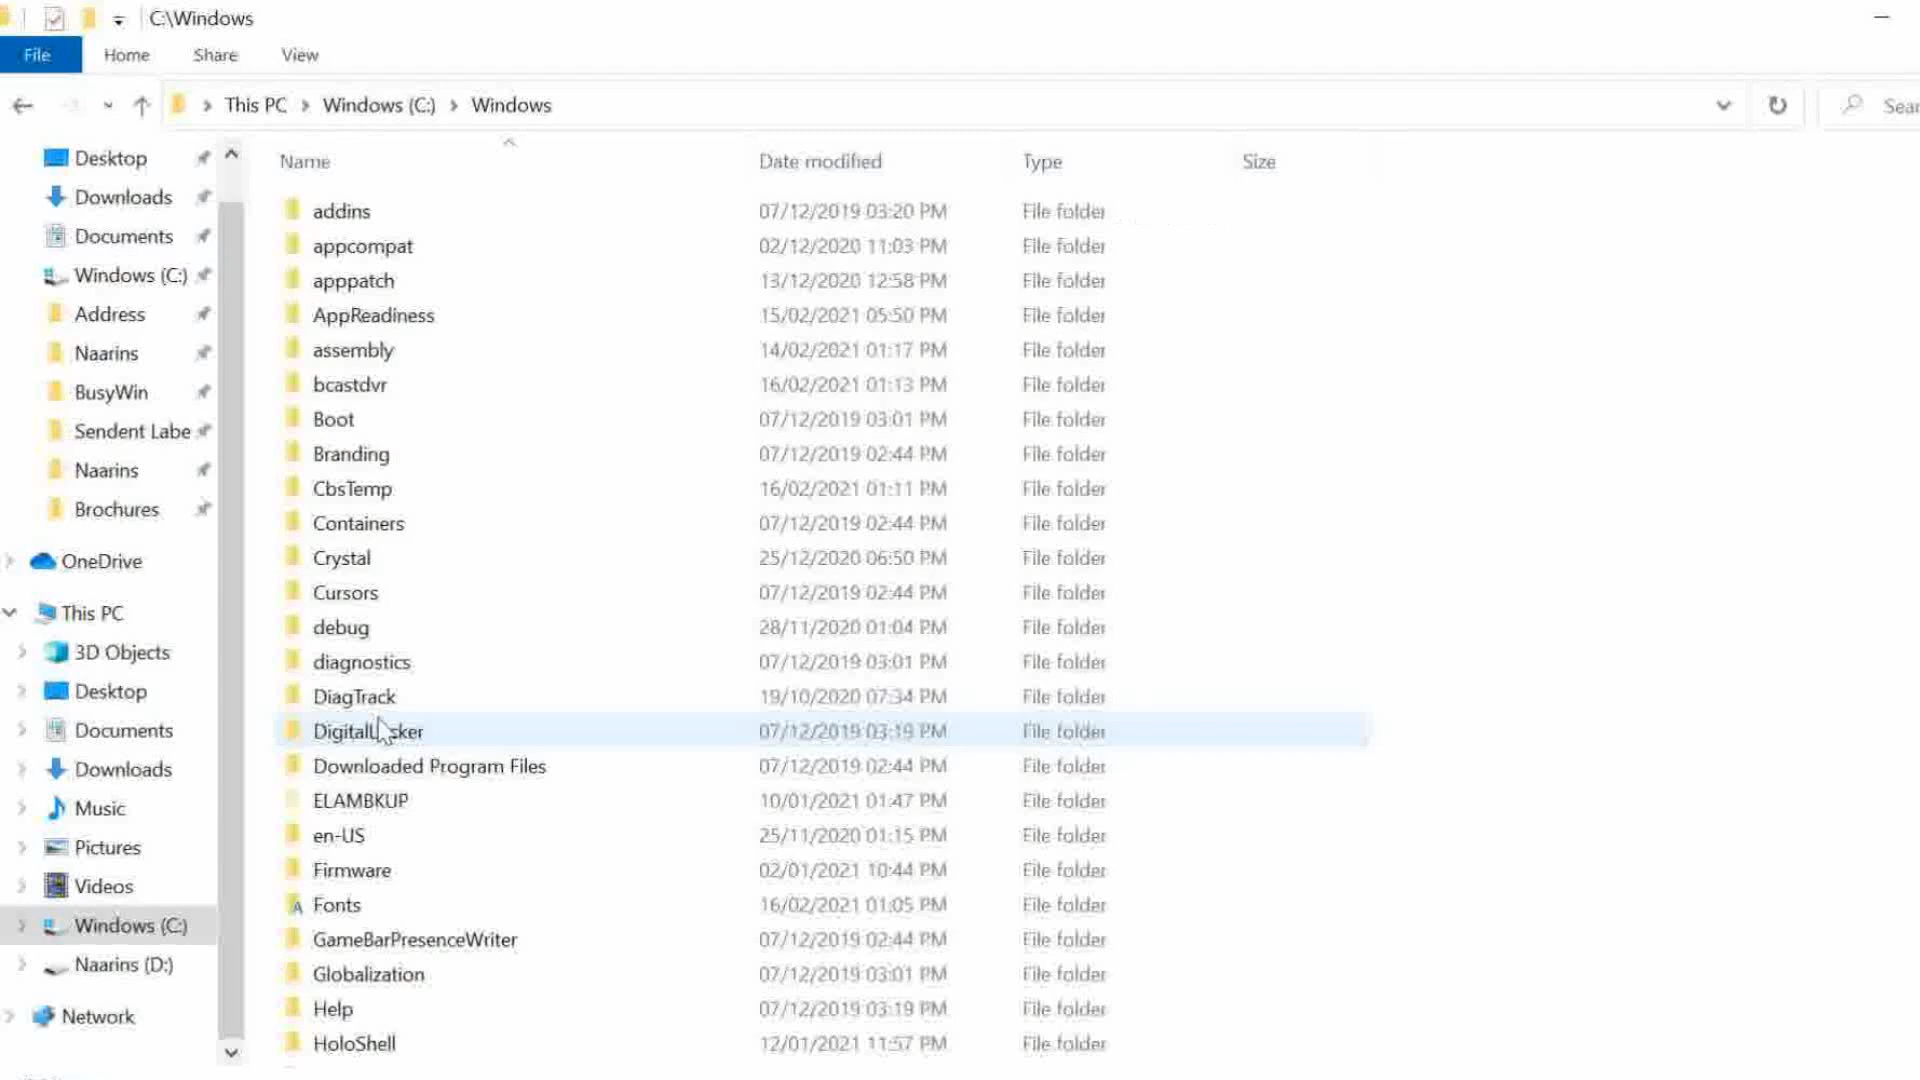 C:\Windows
File Home Share View
This PC Windows (C:) Windows
Name Date modified Type Size
Desktop
Downloads
Documents
Windows (C:)
Address
Naarins
BusyWin
Sendent Labe
Naarins
Brochures
OneDrive
This PC
3D Objects
Desktop
Documents
Downloads
Music
Pictures
Videos
Windows (C:)
Naarins (D:)
Network
addins 07/12/2019 03:20 PM File folder
appcompat 02/12/2020 11:03 PM File folder
apppatch 13/12/2020 12:58 PM File folder
AppReadiness 15/02/2021 05:50 PM File folder
assembly 14/02/2021 01:17 PM File folder
bcastdvr 16/02/2021 01:13 PM File folder
Boot 07/12/2019 03:01 PM File folder
Branding 07/12/2019 02:44 PM File folder
CbsTemp 16/02/2021 01:11 PM File folder
Containers 07/12/2019 02:44 PM File folder
Crystal 25/12/2020 06:50 PM File folder
Cursors 07/12/2019 02:44 PM File folder
debug 28/11/2020 01:04 PM File folder
diagnostics 07/12/2019 03:01 PM File folder
DiagTrack 19/10/2020 07:34 PM File folder
DigitalLocker 07/12/2019 03:19 PM File folder
Downloaded Program Files 07/12/2019 02:44 PM File folder
ELAMBKUP 10/01/2021 01:47 PM File folder
en-US 25/11/2020 01:15 PM File folder
Firmware 02/01/2021 10:44 PM File folder
Fonts 16/02/2021 01:05 PM File folder
GameBarPresenceWriter 07/12/2019 02:44 PM File folder
Globalization 07/12/2019 03:01 PM File folder
Help 07/12/2019 03:19 PM File folder
HoloShell 12/01/2021 11:57 PM File folder